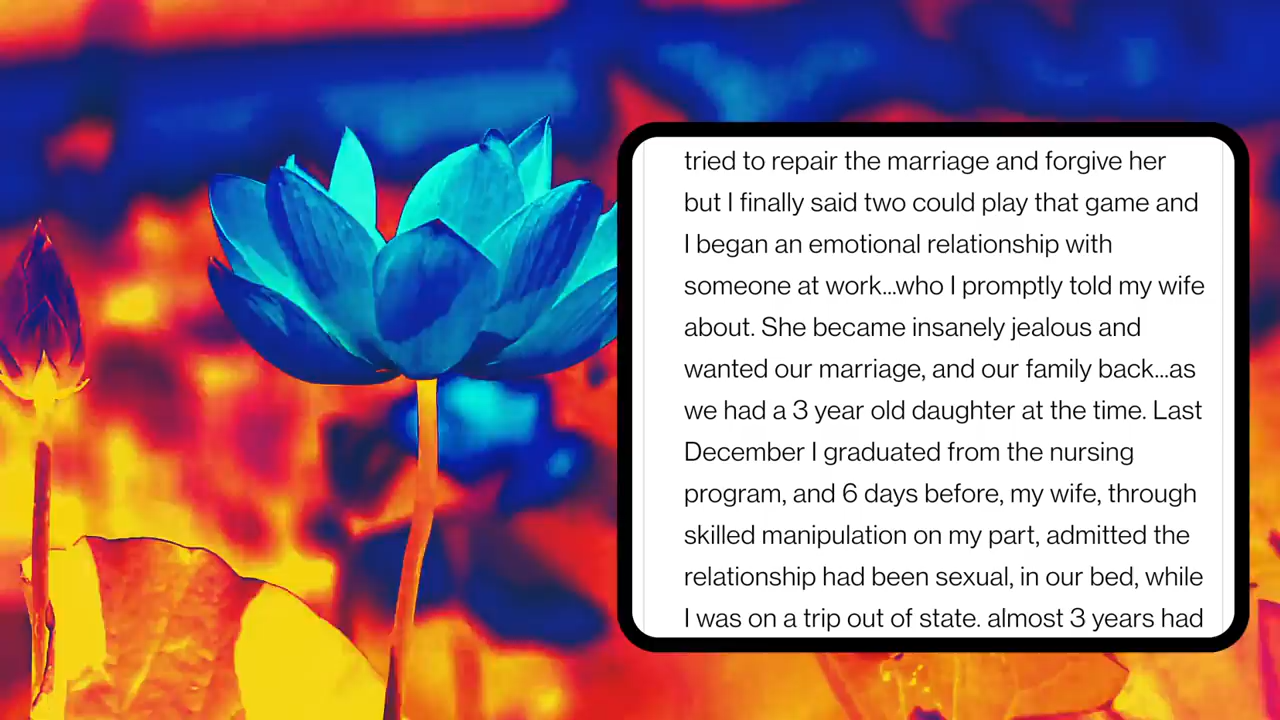 tried to repair the marriage and forgive her
but I finally said two could play that game and
I began an emotional relationship with
someone at work...who I promptly told my wife
about. She became insanely jealous and
wanted our marriage, and our family back...as
we had a 3 year old daughter at the time. Last
December I graduated from the nursing
program, and 6 days before, my wife, through
skilled manipulation on my part, admitted the
relationship had been sexual, in our bed, while
I was on a trip out of state. almost 3 years had